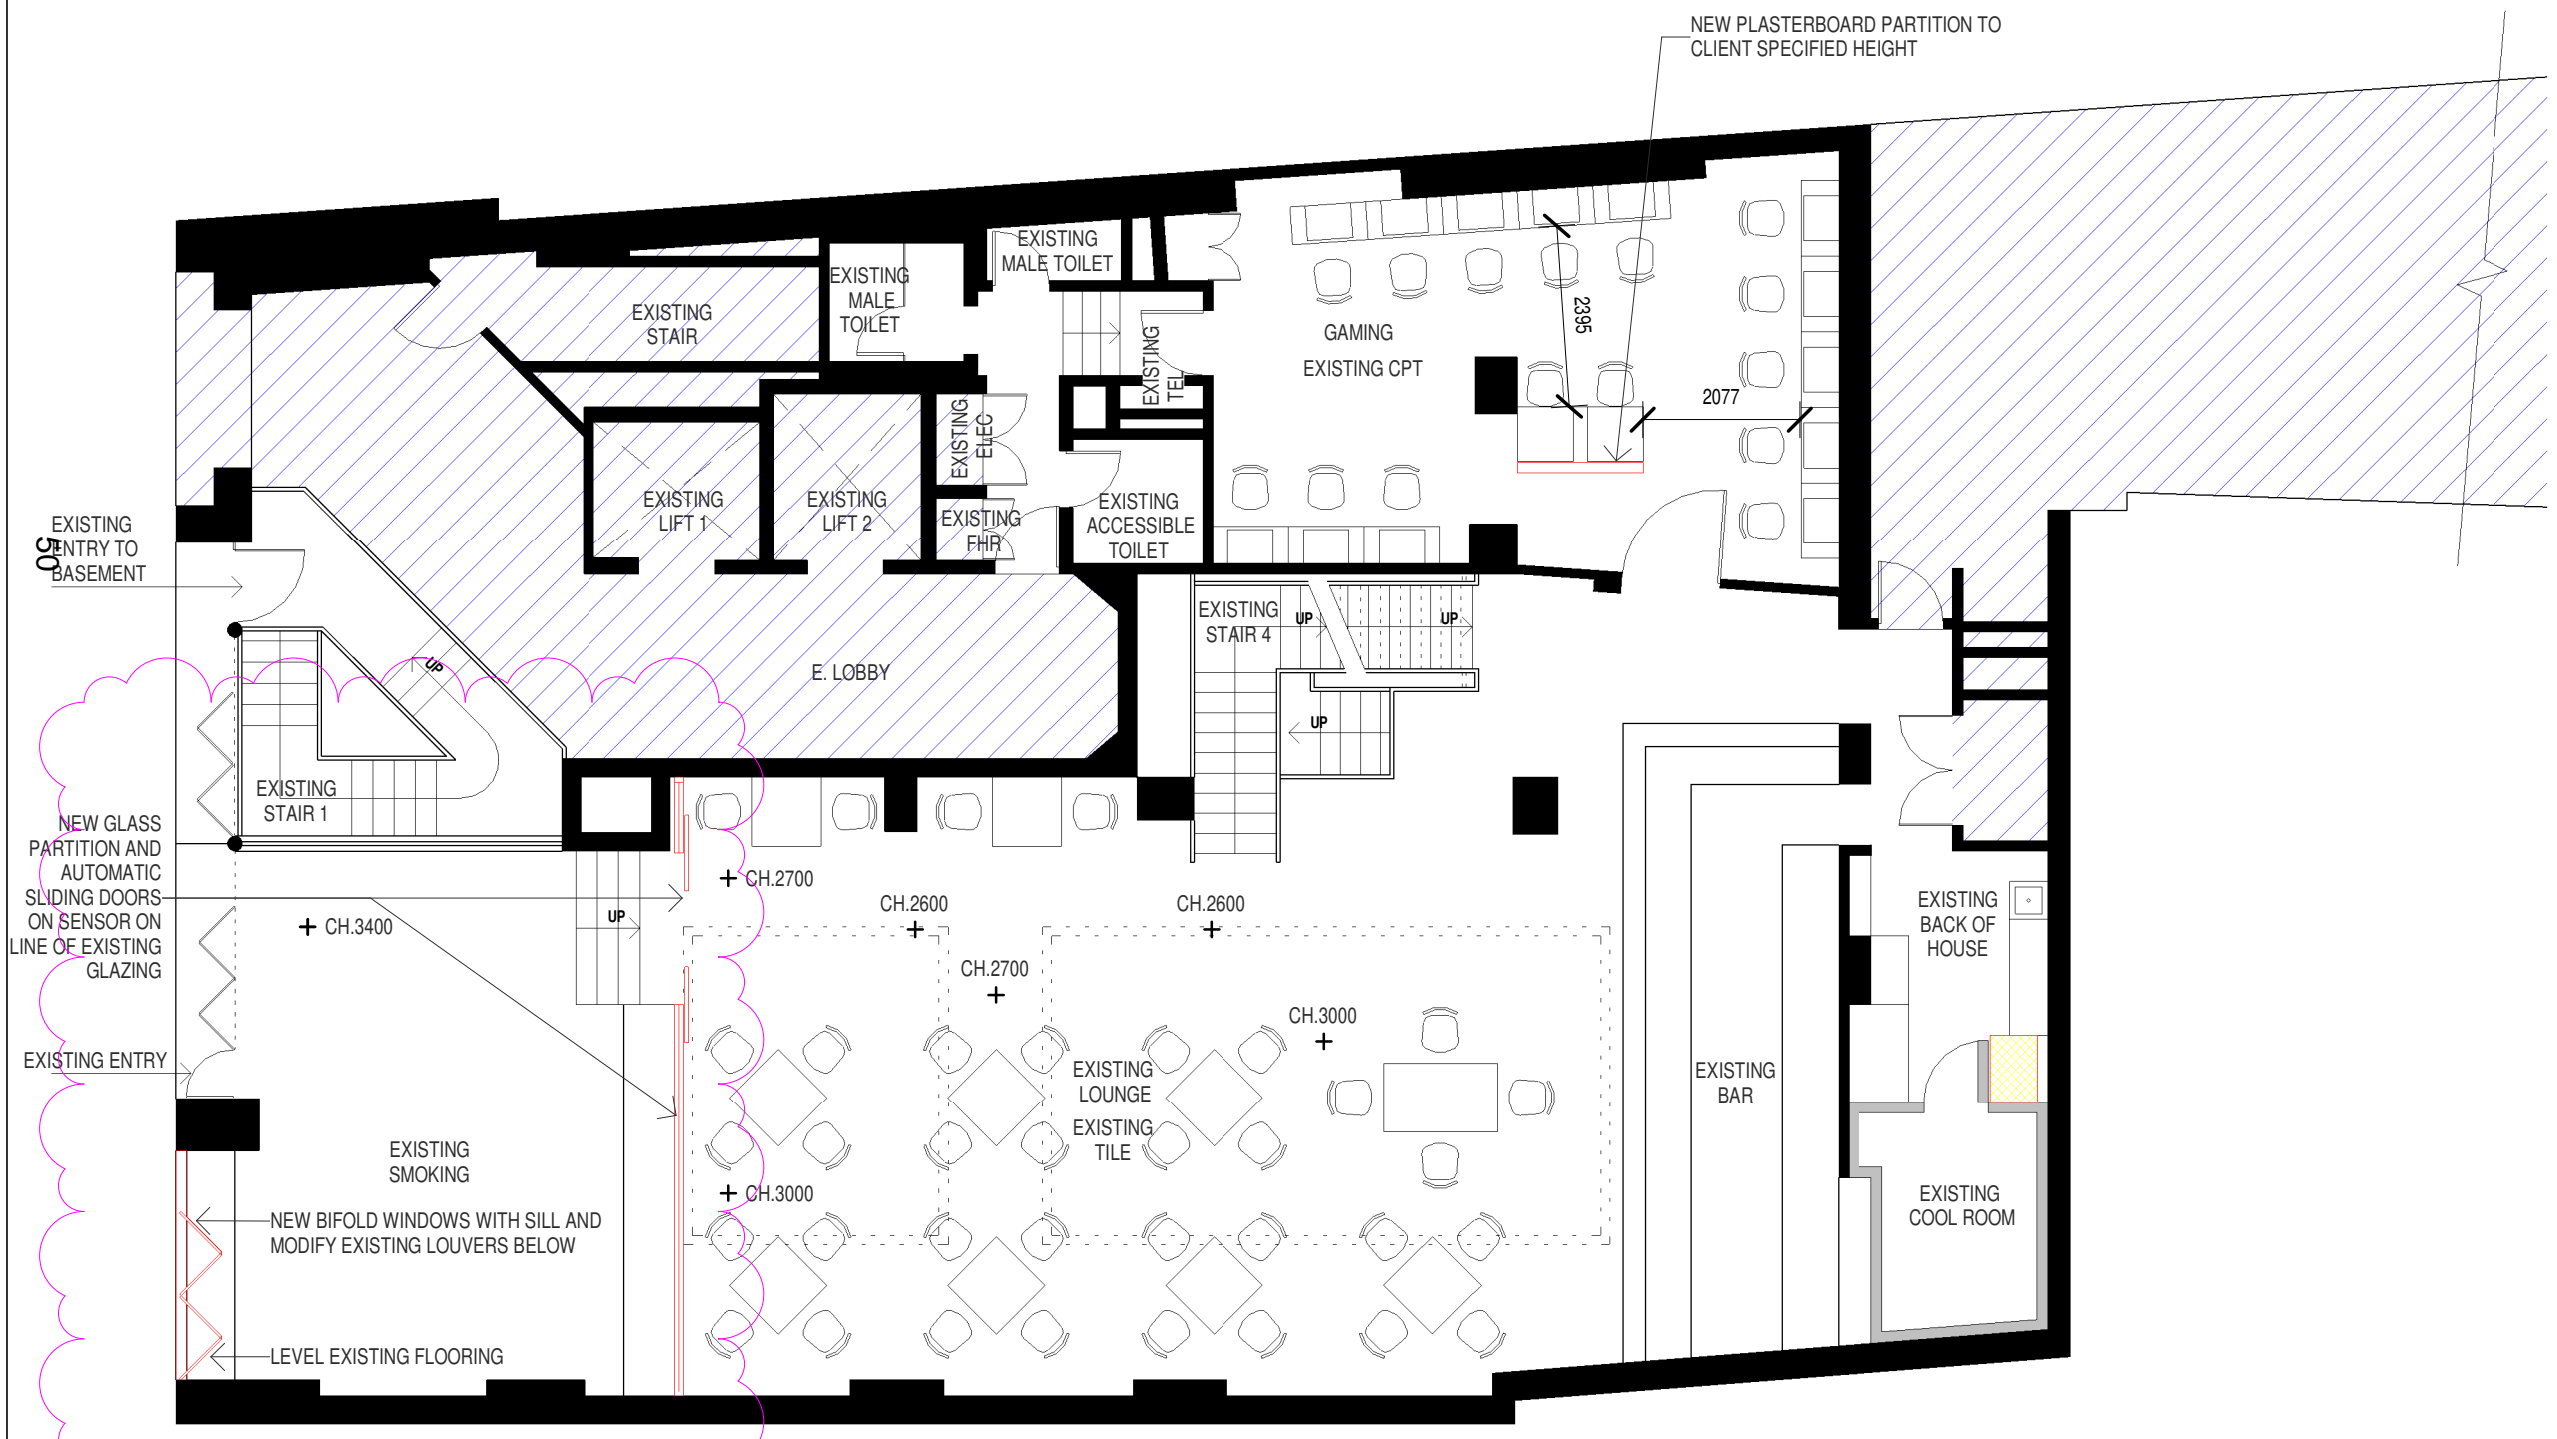 NEW PLASTERBOARD PARTITION TO
CLIENT SPECIFIED HEIGHT
EXISTING
MALE TOILET
EXISTING
MALE
TOILET
EXISTING
STAIR
EXISTING
TEL
GAMING
EXISTING CPT
2395
2077
EXISTING
ELEC
EXISTING
LIFT 1
EXISTING
LIFT 2
EXISTING
FHR
EXISTING
ACCESSIBLE
TOILET
EXISTING
ENTRY TO
BASEMENT
50
EXISTING
STAIR 4
UP
UP
UP
UP
E. LOBBY
EXISTING
STAIR 1
NEW GLASS
PARTITION AND
AUTOMATIC
SLIDING DOORS
ON SENSOR ON
LINE OF EXISTING
GLAZING
CH.3400
UP
CH.2700
CH.2600
CH.2600
CH.2700
CH.3000
EXISTING
BACK OF
HOUSE
EXISTING ENTRY
EXISTING
LOUNGE
EXISTING
TILE
EXISTING
BAR
EXISTING
SMOKING
CH.3000
EXISTING
COOL ROOM
NEW BIFOLD WINDOWS WITH SILL AND
MODIFY EXISTING LOUVERS BELOW
LEVEL EXISTING FLOORING